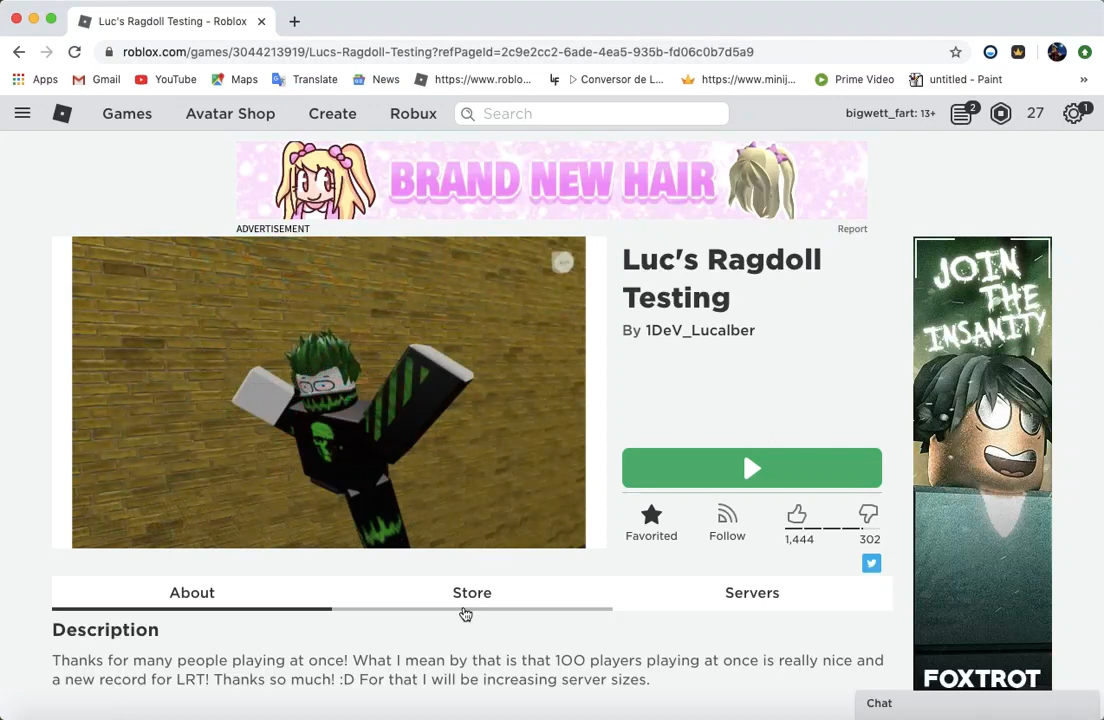 Luc's Ragdoll Testing - Roblox
roblox.com/games/3044213919/Lucs-Ragdoll-Testing?refPageId=2c9e2cc2-6ade-4ea5-935b-fd06c0b7d5a9
Apps Gmail YouTube Maps Translate News https://www.roblo... Conversor de L... https://www.minij... Prime Video untitled - Paint »
Games Avatar Shop Create Robux Search bigwett_fart: 13+ 2 27 1
BRAND NEW HAIR
ADVERTISEMENT Report
Luc's Ragdoll
Testing
By 1DeV_Lucalber
JOIN
THE
INSANITY
Favorited Follow 1,444 302
About Store Servers
Description
Thanks for many people playing at once! What I mean by that is that 100 players playing at once is really nice and
a new record for LRT! Thanks so much! :D For that I will be increasing server sizes.
FOXTROT
Chat